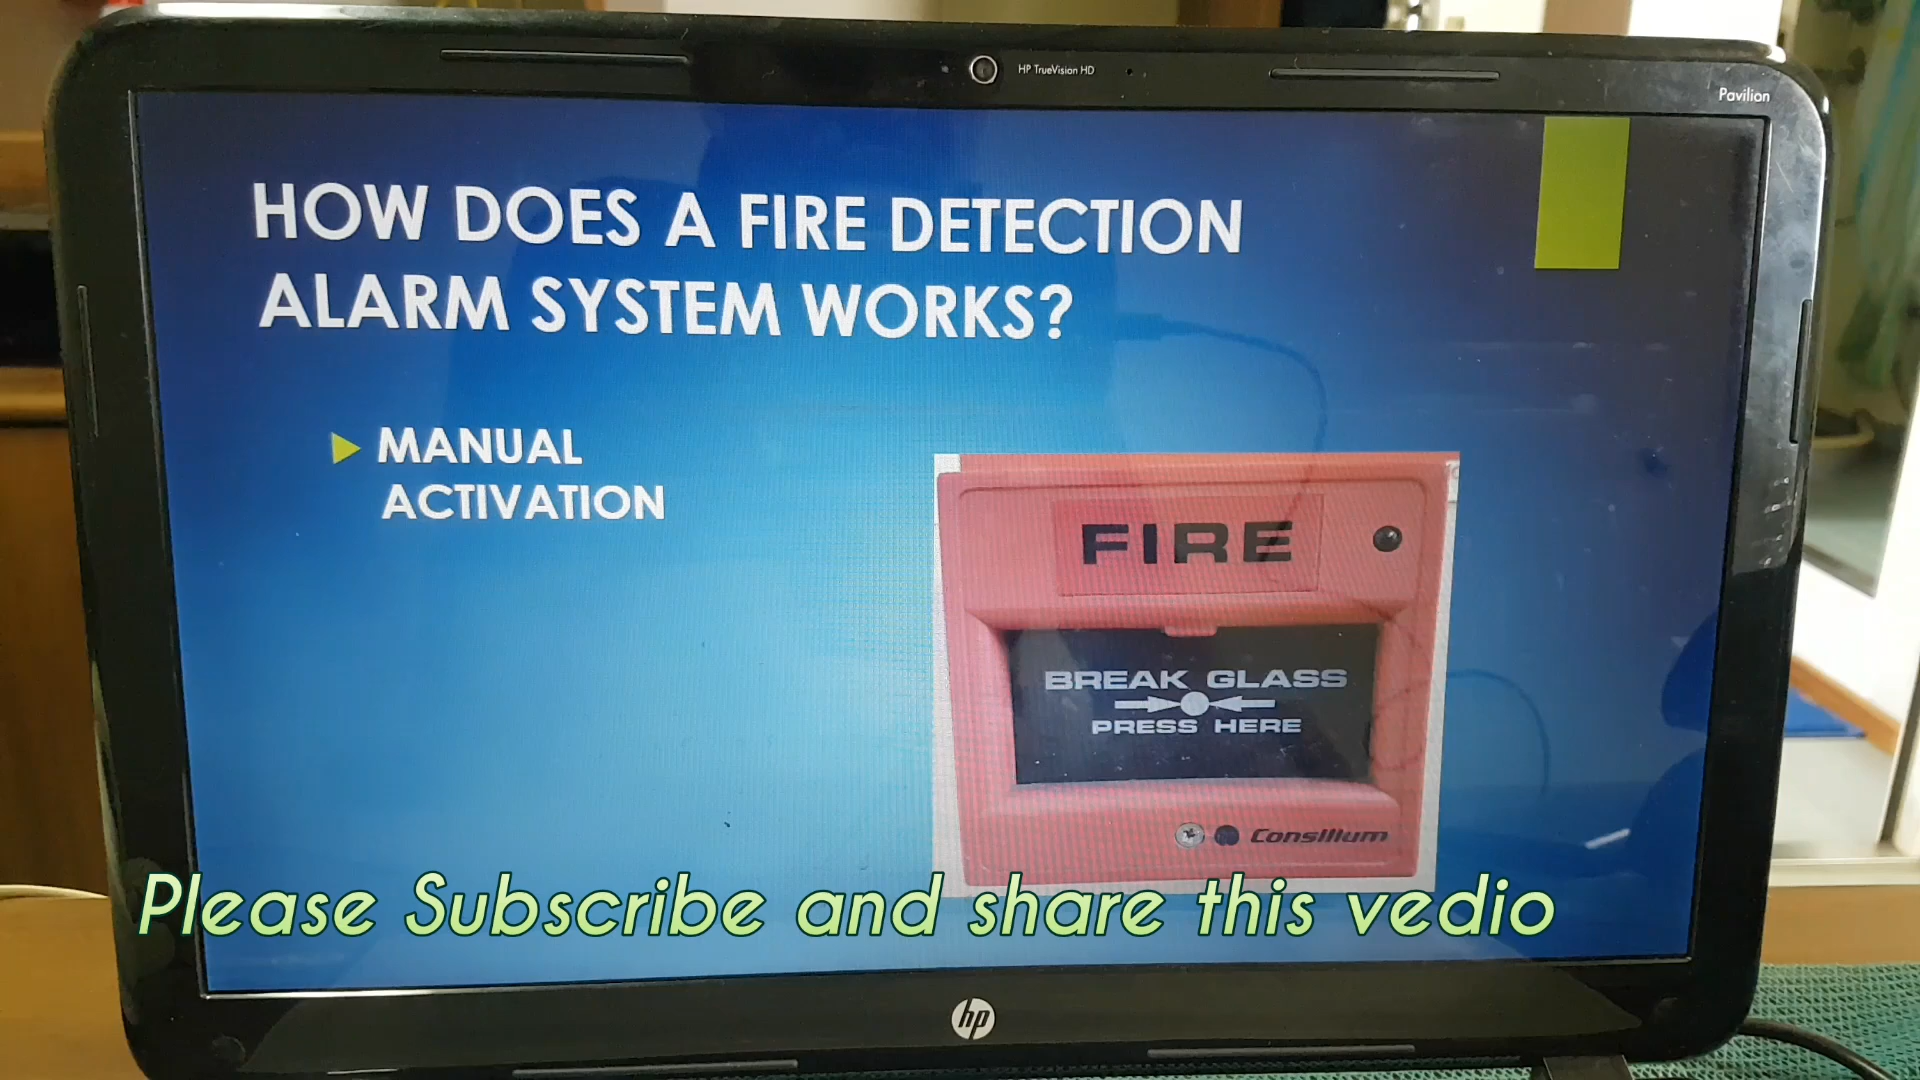 HP TrueVision HD
Pavilion
HOW DOES A FIRE DETECTION
ALARM SYSTEM WORKS?
MANUAL
ACTIVATION
FIRE
BREAK GLASS
PRESS HERE
Consilium
Please Subscribe and share this vedio
hp